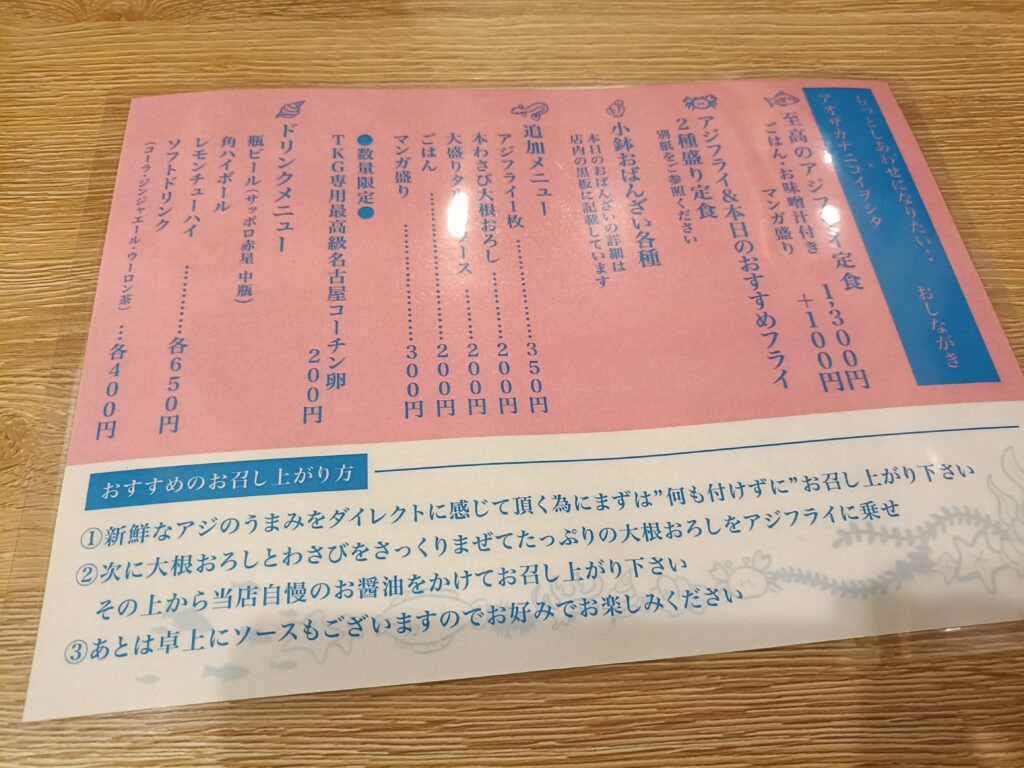 もっとしあわせになりたい‥ おしながき
×
アオサカナニコイヲシタ
至高のアジフライ定食 1,300円
ごはん・お味噌汁付き
マンガ盛り +100円
アジフライ&本日のおすすめフライ
2種盛り定食
別紙をご参照ください
小鉢おばんざい各種
本日のおばんざいの詳細は
店内の黒板に記載しています
追加メニュー
アジフライ1枚 …………350円
本わさび大根おろし …………200円
大盛りタルタルソース …………200円
ごはん …………200円
マンガ盛り …………300円
●数量限定●
TKG専用最高級名古屋コーチン卵
200円
ドリンクメニュー
瓶ビール(サッポロ赤星 中瓶)
角ハイボール
レモンチューハイ …………各650円
ソフトドリンク
(コーラ・ジンジャエール・ウーロン茶) …各400円
おすすめのお召し上がり方
①新鮮なアジのうまみをダイレクトに感じて頂く為にまずは"何も付けずに"お召し上がり下さい
②次に大根おろしとわさびをさっくりまぜてたっぷりの大根おろしをアジフライに乗せ
その上から当店自慢のお醤油をかけてお召し上がり下さい
③あとは卓上にソースもございますのでお好みでお楽しみください